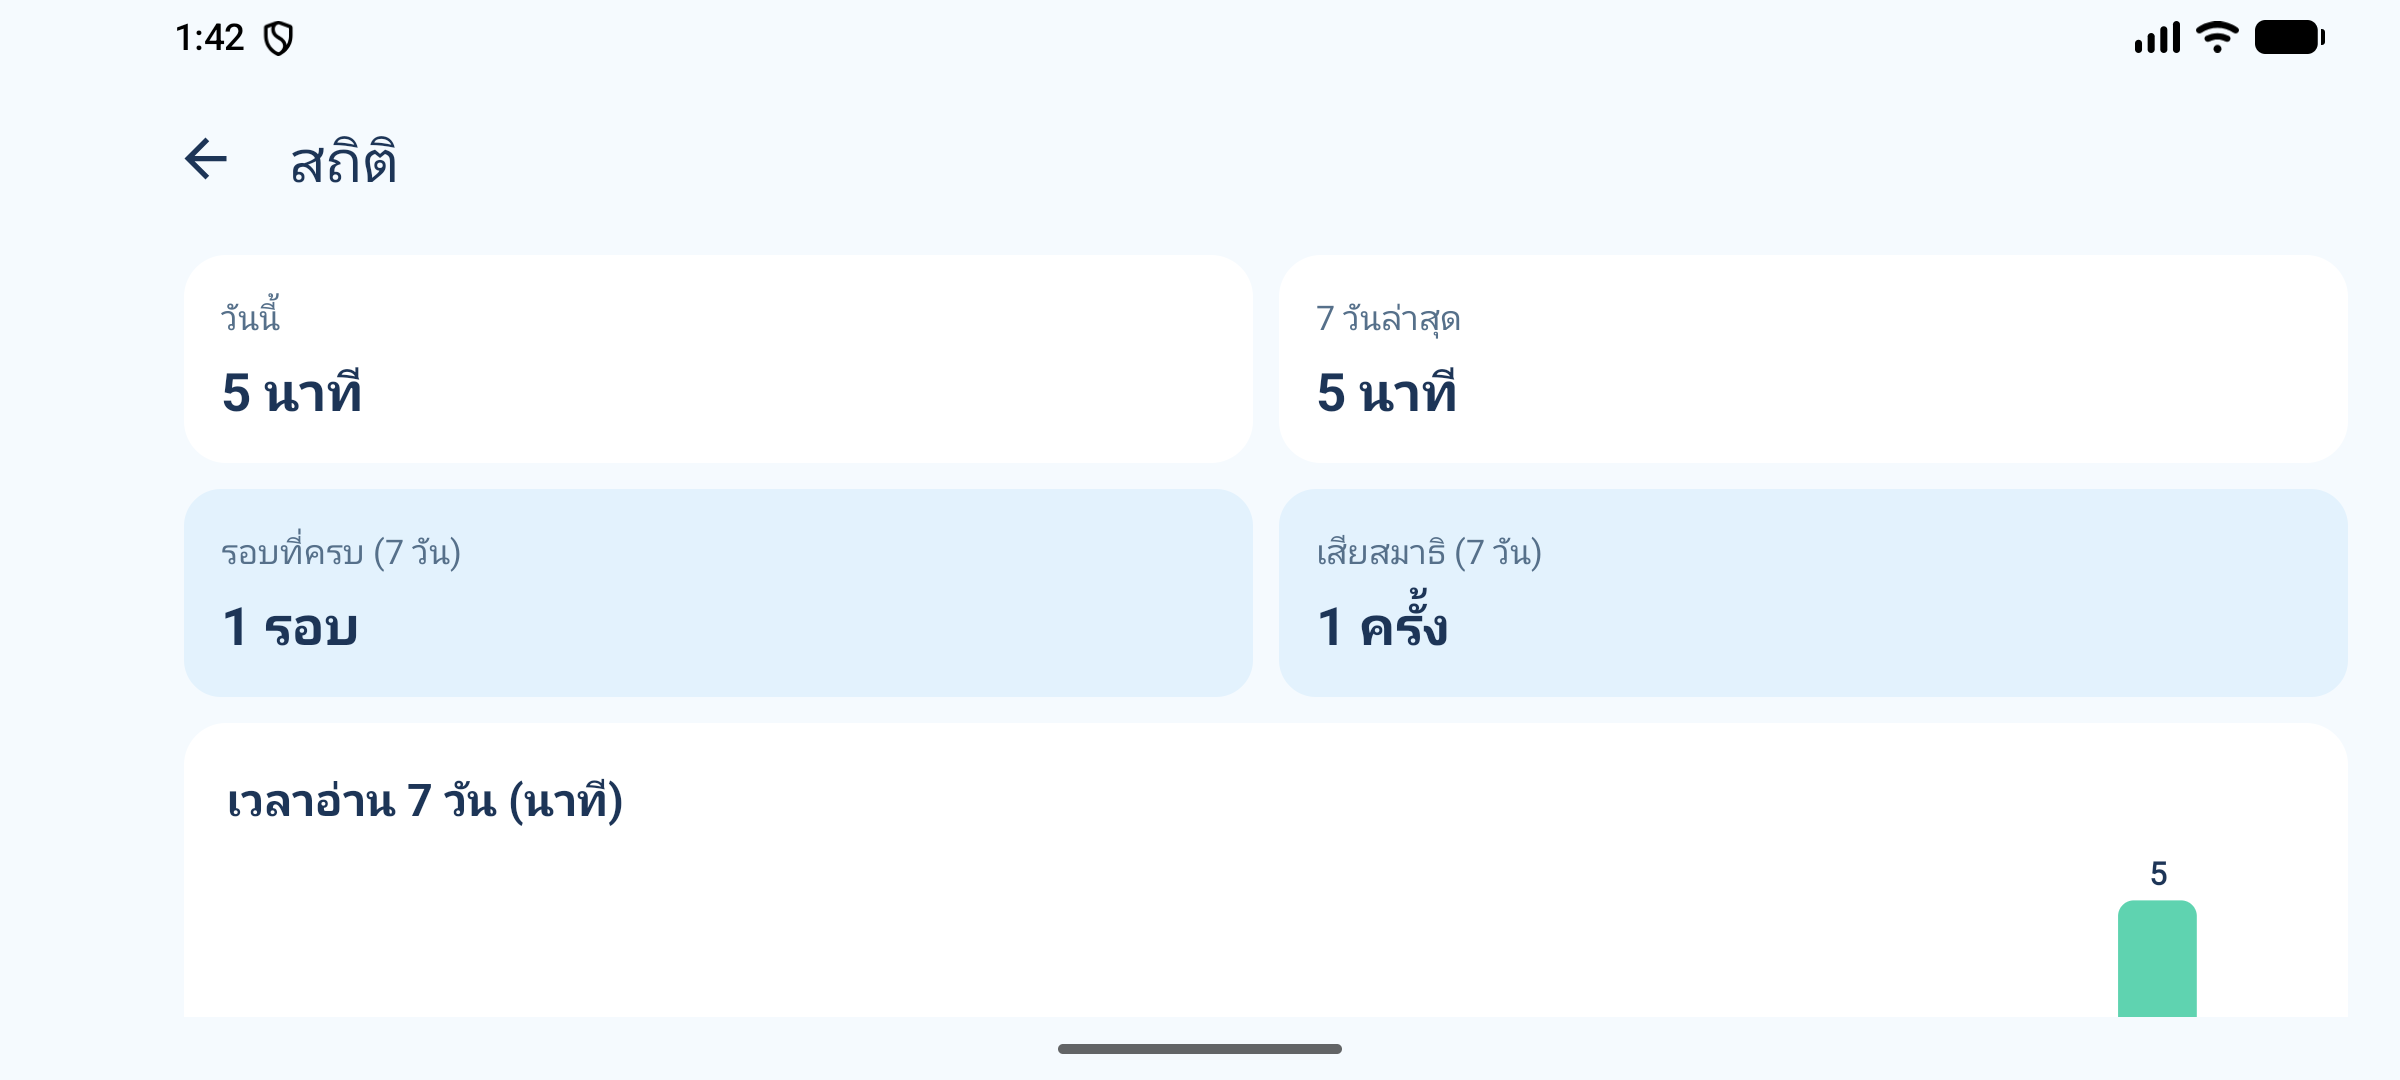 1:42
สถิติ
วันนี้
5 นาที
7 วันล่าสุด
5 นาที
รอบที่ครบ (7 วัน)
1 รอบ
เสียสมาธิ (7 วัน)
1 ครั้ง
เวลาอ่าน 7 วัน (นาที)
5